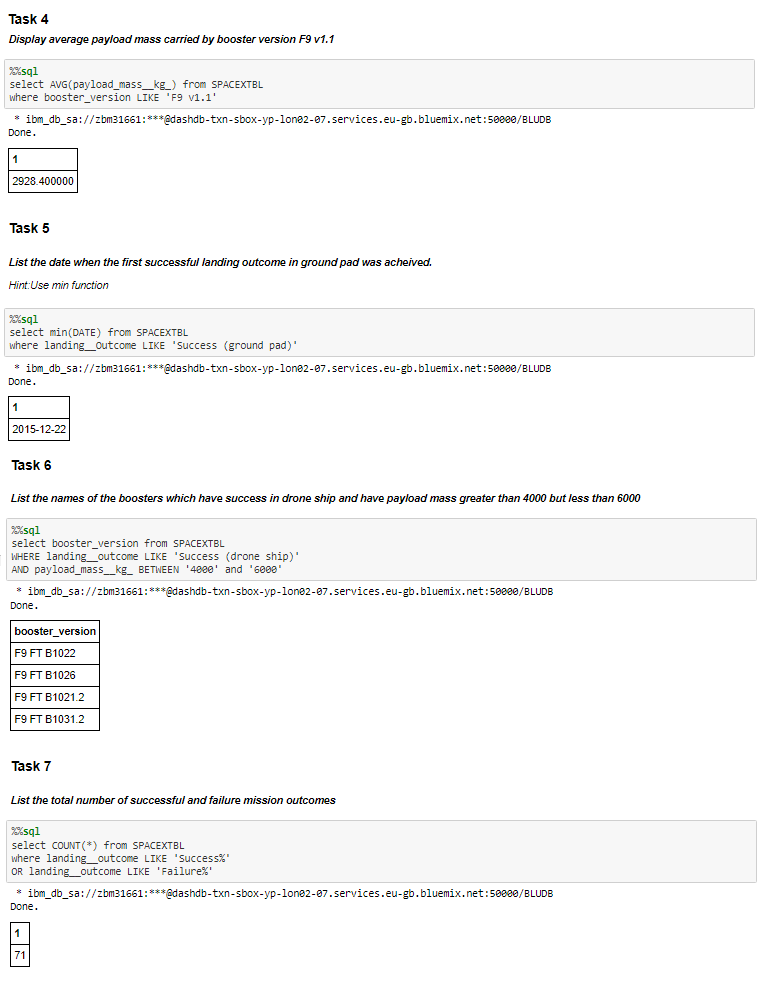 Task 4
Display average payload mass carried by booster version F9 v1.1
%%sql
select AVG(payload_mass__kg_) from SPACEXTBL
where booster_version LIKE 'F9 v1.1'
* ibm_db_sa://zbm31661:***@dashdb-txn-sbox-yp-lon02-07.services.eu-gb.bluemix.net:50000/BLUDB
Done.
1
2928.400000
Task 5
List the date when the first successful landing outcome in ground pad was acheived.
Hint:Use min function
%%sql
select min(DATE) from SPACEXTBL
where landing__Outcome LIKE 'Success (ground pad)'
* ibm_db_sa://zbm31661:***@dashdb-txn-sbox-yp-lon02-07.services.eu-gb.bluemix.net:50000/BLUDB
Done.
1
2015-12-22
Task 6
List the names of the boosters which have success in drone ship and have payload mass greater than 4000 but less than 6000
%%sql
select booster_version from SPACEXTBL
WHERE landing__outcome LIKE 'Success (drone ship)'
AND payload_mass__kg_ BETWEEN '4000' and '6000'
* ibm_db_sa://zbm31661:***@dashdb-txn-sbox-yp-lon02-07.services.eu-gb.bluemix.net:50000/BLUDB
Done.
booster_version
F9 FT B1022
F9 FT B1026
F9 FT B1021.2
F9 FT B1031.2
Task 7
List the total number of successful and failure mission outcomes
%%sql
select COUNT(*) from SPACEXTBL
where landing__outcome LIKE 'Success%'
OR landing__outcome LIKE 'Failure%'
* ibm_db_sa://zbm31661:***@dashdb-txn-sbox-yp-lon02-07.services.eu-gb.bluemix.net:50000/BLUDB
Done.
1
71